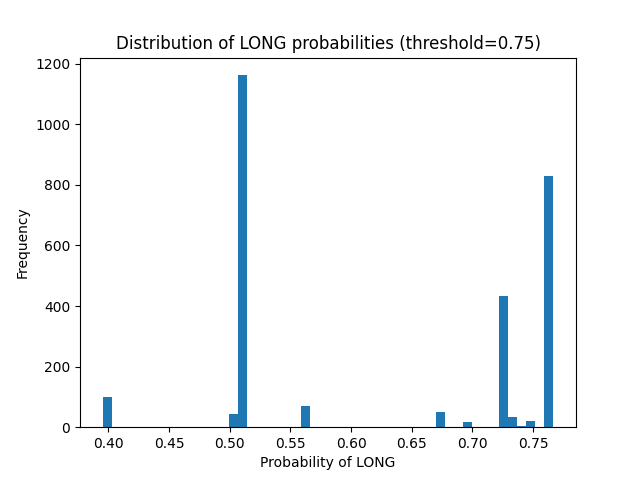 Distribution of LONG probabilities (threshold=0.75)
1200
1000
800
600
400
200
0
Frequency
0.40 0.45 0.50 0.55 0.60 0.65 0.70 0.75
Probability of LONG